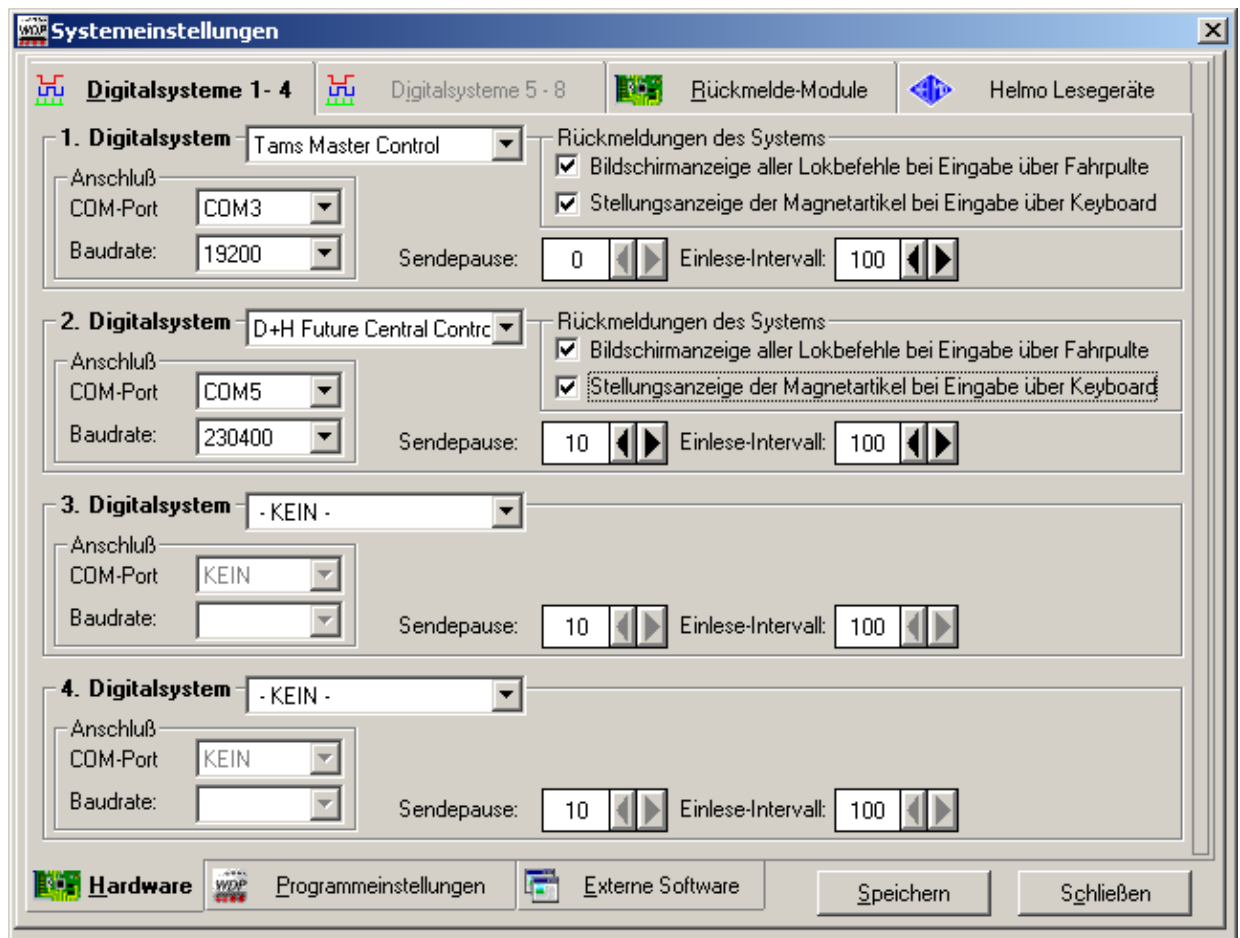 WDP Systemeinstellungen
Digitalsysteme 1- 4 Digitalsysteme 5 - 8 Rückmelde-Module Helmo Lesegeräte
1. Digitalsystem Tams Master Control Rückmeldungen des Systems
Bildschirmanzeige aller Lokbefehle bei Eingabe über Fahrpulte
Anschluß
COM-Port COM3 Stellungsanzeige der Magnetartikel bei Eingabe über Keyboard
Baudrate: 19200 Sendepause: 0 Einlese-Intervall: 100
2. Digitalsystem D+H Future Central Contrc Rückmeldungen des Systems
Bildschirmanzeige aller Lokbefehle bei Eingabe über Fahrpulte
Anschluß
COM-Port COM5 Stellungsanzeige der Magnetartikel bei Eingabe über Keyboard
Baudrate: 230400 Sendepause: 10 Einlese-Intervall: 100
3. Digitalsystem - KEIN -
Anschluß
COM-Port KEIN
Baudrate: Sendepause: 10 Einlese-Intervall: 100
4. Digitalsystem - KEIN -
Anschluß
COM-Port KEIN
Baudrate: Sendepause: 10 Einlese-Intervall: 100
Hardware WDP Programmeinstellungen Externe Software Speichern Schließen